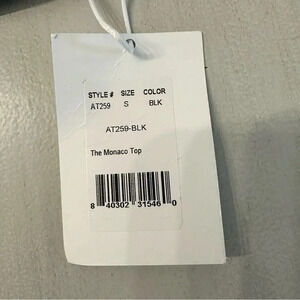 STYLE # SIZE COLOR
AT259 S BLK
AT259-BLK
The Monaco Top
8 40302 31546 0